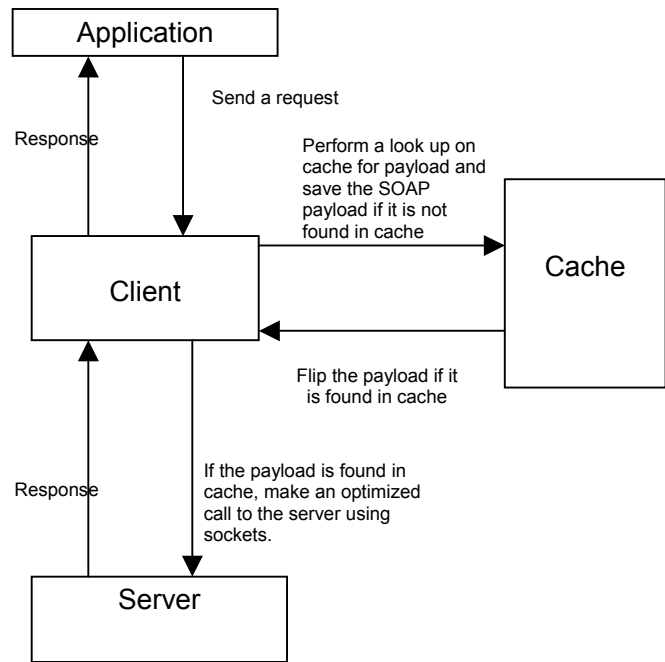 Application
Send a request
Response
Perform a look up on
cache for payload and
save the SOAP
payload if it is not
found in cache
Client
Cache
Flip the payload if it
is found in cache
If the payload is found in
cache, make an optimized
call to the server using
sockets.
Response
Server